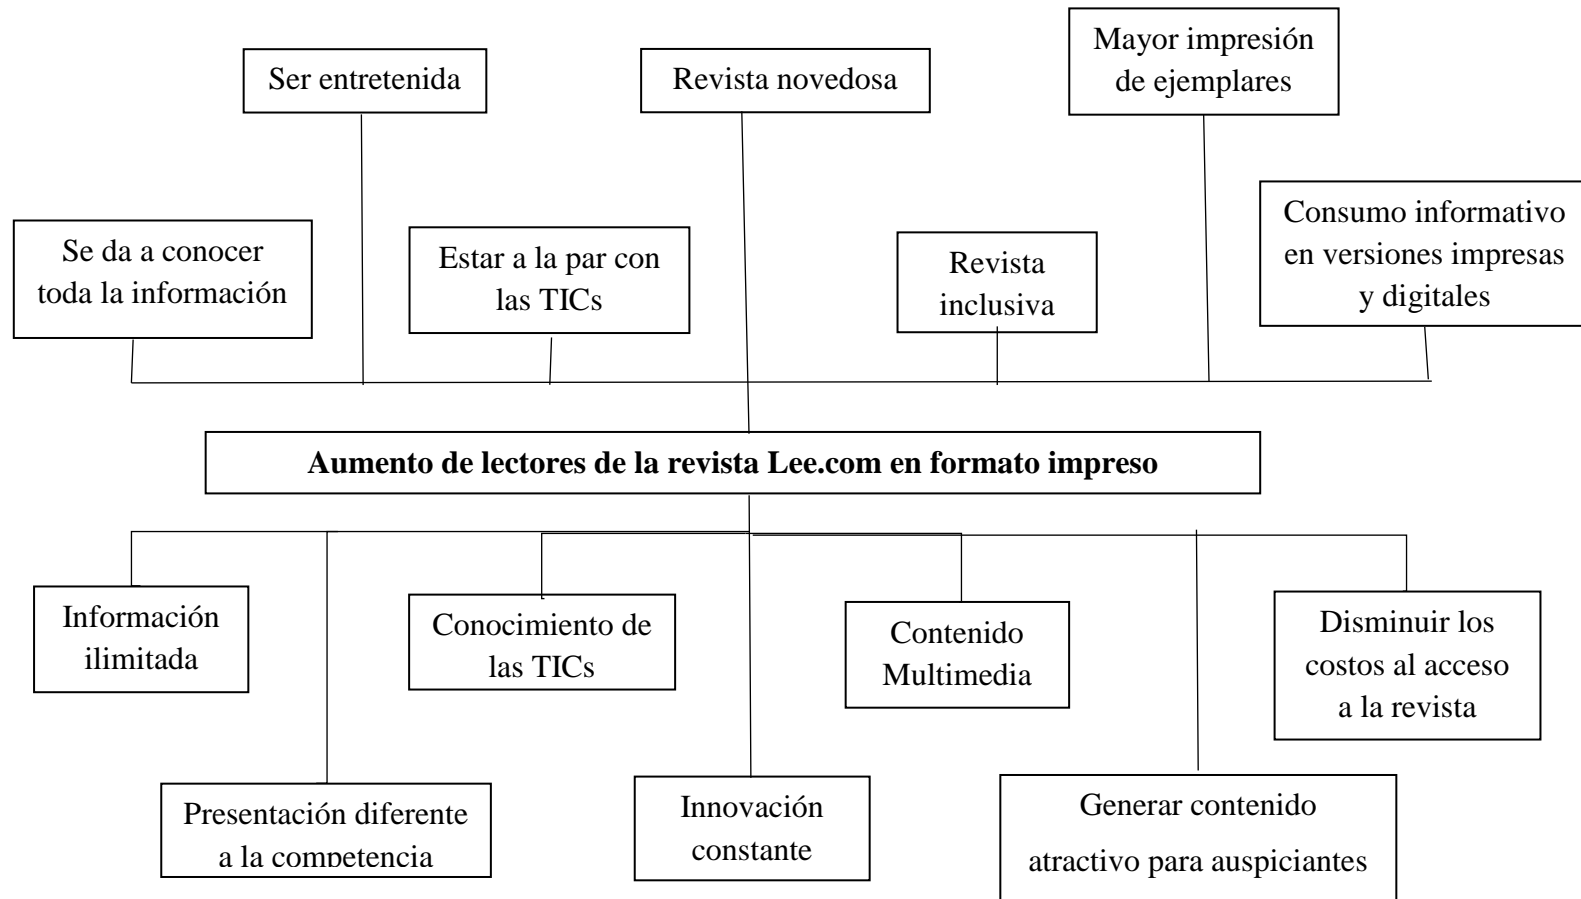 Ser entretenida
Revista novedosa
Mayor impresión
de ejemplares
Se da a conocer
toda la información
Estar a la par con
las TICs
Revista
inclusiva
Consumo informativo
en versiones impresas
y digitales
Aumento de lectores de la revista Lee.com en formato impreso
Información
ilimitada
Conocimiento de
las TICs
Contenido
Multimedia
Disminuir los
costos al acceso
a la revista
Presentación diferente
a la competencia
Innovación
constante
Generar contenido
atractivo para auspiciantes